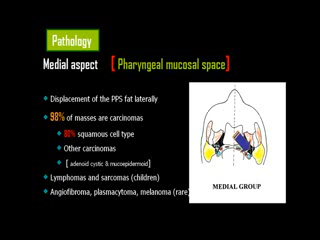 Pathology
Medial aspect [ Pharyngeal mucosal space]
Displacement of the PPS fat laterally
98% of masses are carcinomas
80% squamous cell type
Other carcinomas
[ adenoid cystic & mucoepidermoid]
Lymphomas and sarcomas (children)
Angiofibroma, plasmacytoma, melanoma (rare)
MEDIAL GROUP